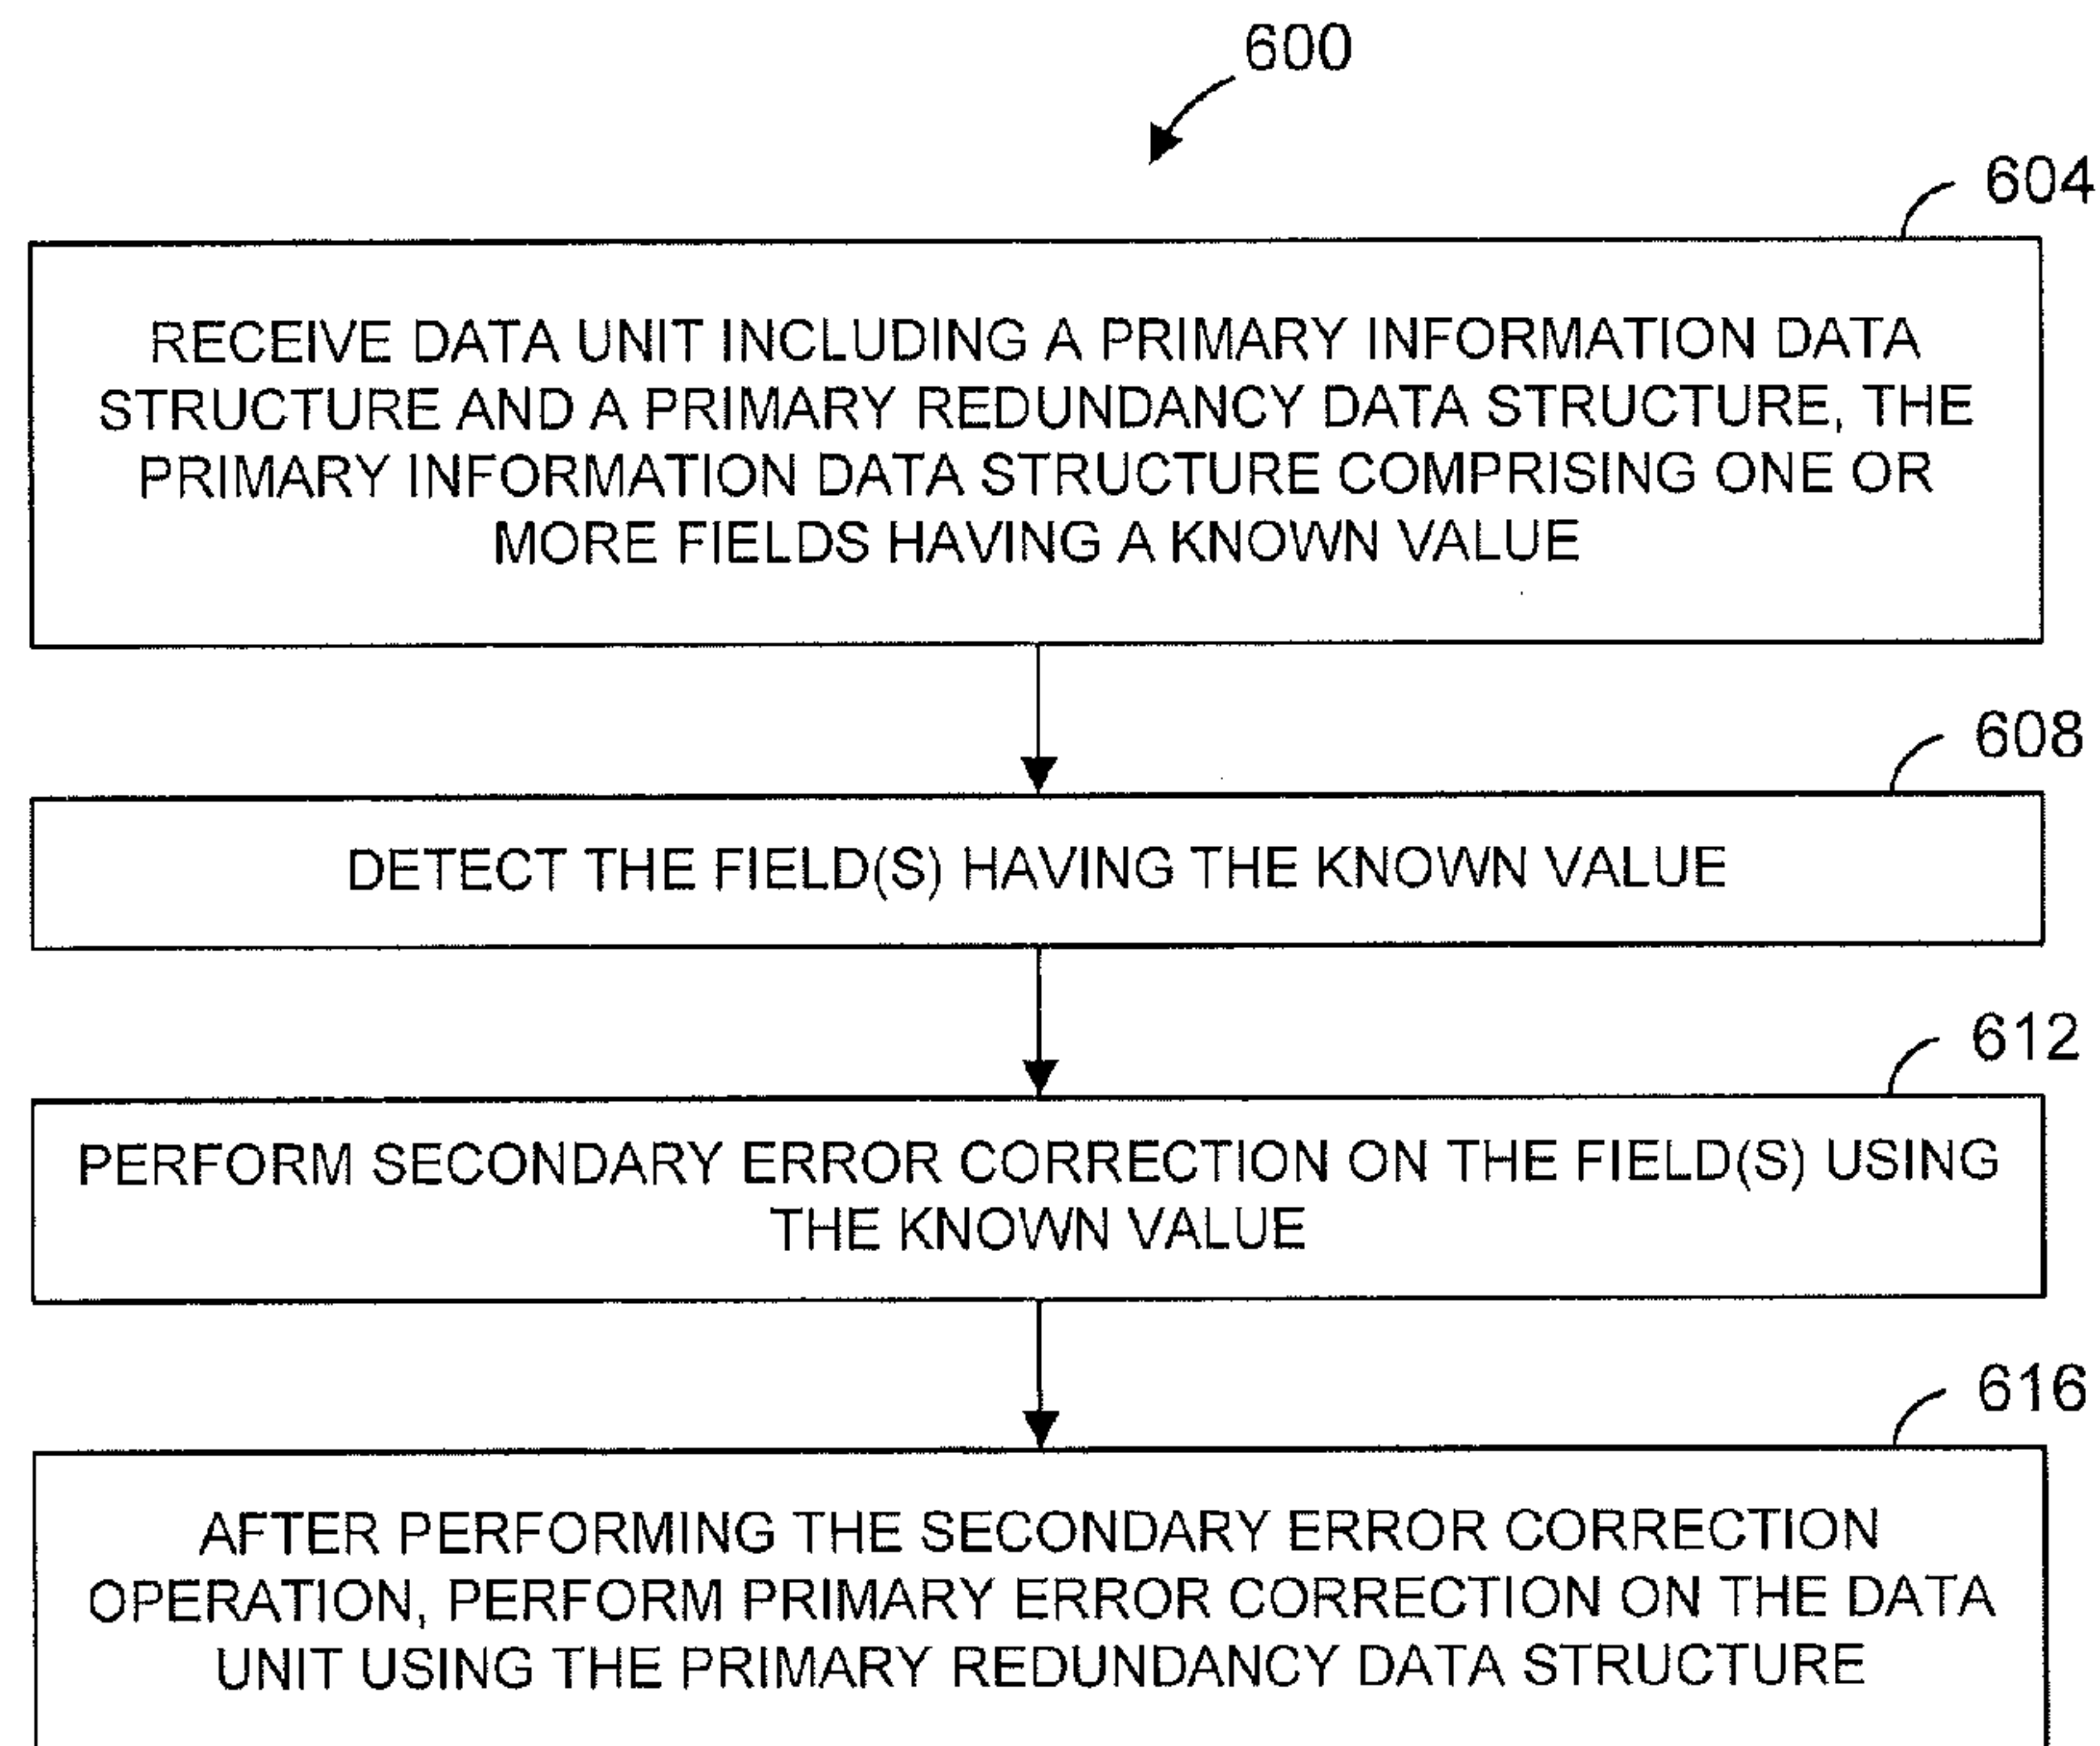 600
604
RECEIVE DATA UNIT INCLUDING A PRIMARY INFORMATION DATA
STRUCTURE AND A PRIMARY REDUNDANCY DATA STRUCTURE, THE
PRIMARY INFORMATION DATA STRUCTURE COMPRISING ONE OR
MORE FIELDS HAVING A KNOWN VALUE
608
DETECT THE FIELD(S) HAVING THE KNOWN VALUE
612
PERFORM SECONDARY ERROR CORRECTION ON THE FIELD(S) USING
THE KNOWN VALUE
616
AFTER PERFORMING THE SECONDARY ERROR CORRECTION
OPERATION, PERFORM PRIMARY ERROR CORRECTION ON THE DATA
UNIT USING THE PRIMARY REDUNDANCY DATA STRUCTURE